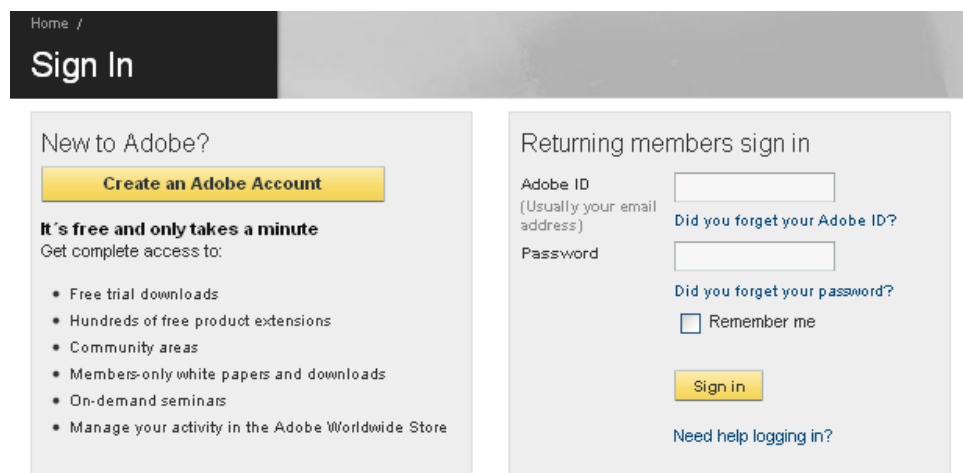 Home /
Sign In
New to Adobe?
Create an Adobe Account
It´s free and only takes a minute
Get complete access to:
• Free trial downloads
• Hundreds of free product extensions
• Community areas
• Members-only white papers and downloads
• On-demand seminars
• Manage your activity in the Adobe Worldwide Store
Returning members sign in
Adobe ID
(Usually your email
address)
Did you forget your Adobe ID?
Password
Did you forget your password?
Remember me
Sign in
Need help logging in?